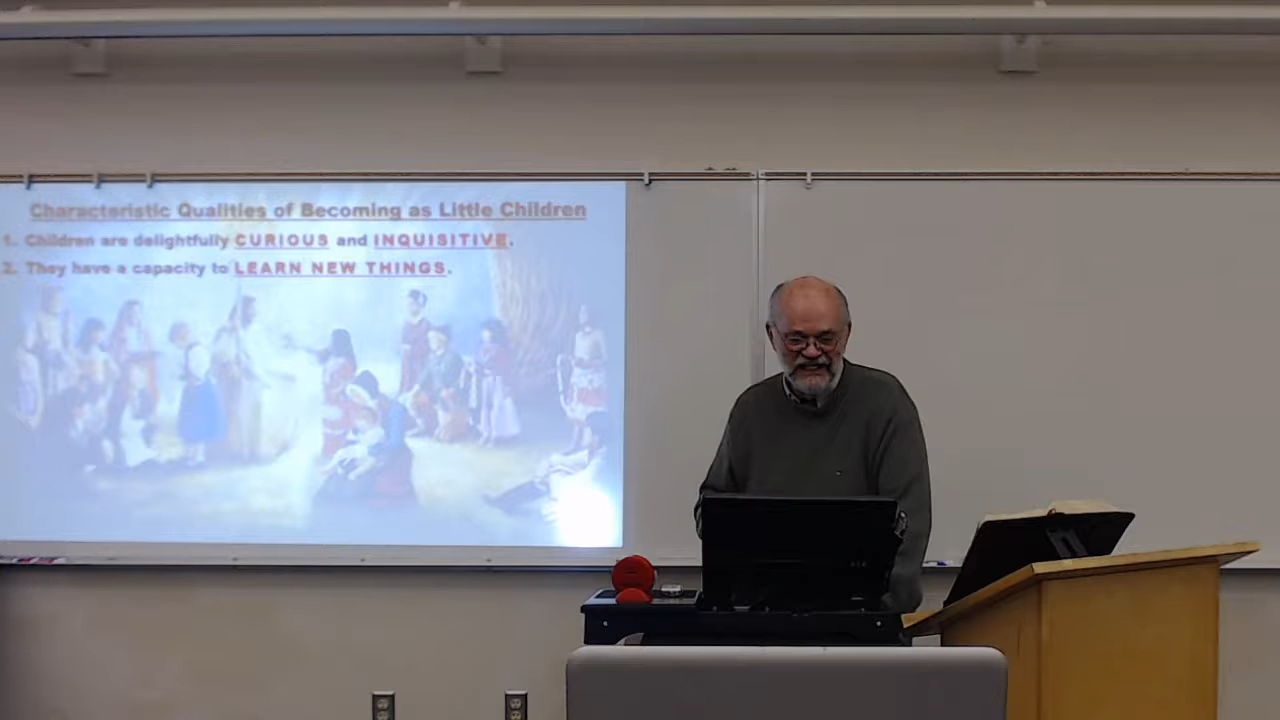 Characteristic Qualities of Becoming as Little Children
1. Children are delightfully CURIOUS and INQUISITIVE.
2. They have a capacity to LEARN NEW THINGS.